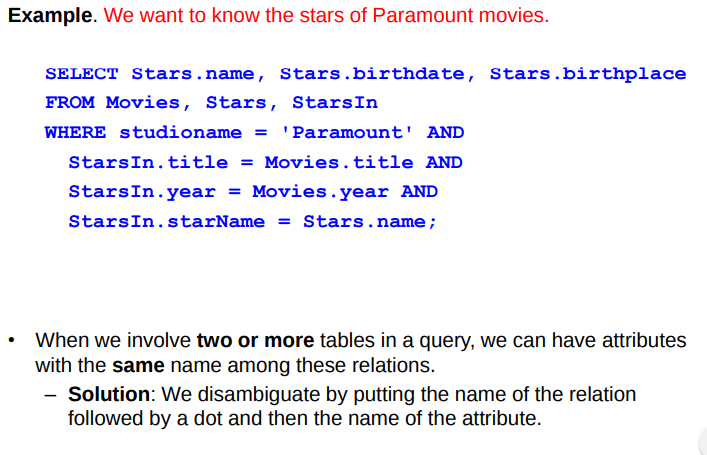 Example. We want to know the stars of Paramount movies.
SELECT Stars.name, Stars.birthdate, Stars.birthplace
FROM Movies, Stars, StarsIn
WHERE studioname = 'Paramount' AND
StarsIn.title = Movies.title AND
StarsIn.year = Movies.year AND
StarsIn.starName = Stars.name;
• When we involve two or more tables in a query, we can have attributes
with the same name among these relations.
– Solution: We disambiguate by putting the name of the relation
followed by a dot and then the name of the attribute.